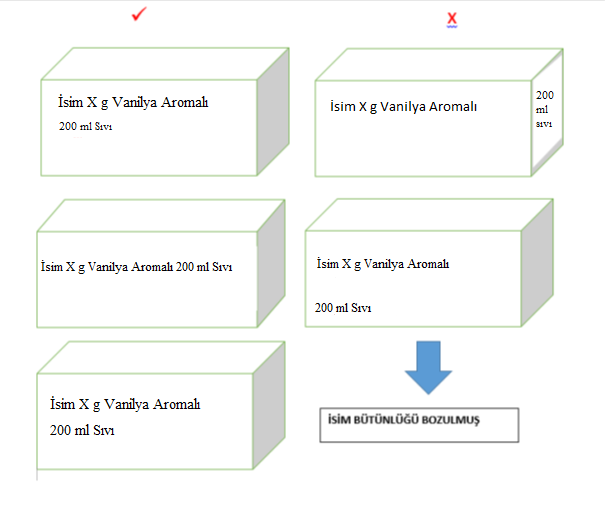 ✓
X
İsim X g Vanilya Aromalı
200 ml Sıvı
İsim X g Vanilya Aromalı
200
ml
sıvı
İsim X g Vanilya Aromalı 200 ml Sıvı
İsim X g Vanilya Aromalı
200 ml Sıvı
İsim X g Vanilya Aromalı
200 ml Sıvı
İSİM BÜTÜNLÜĞÜ BOZULMUŞ